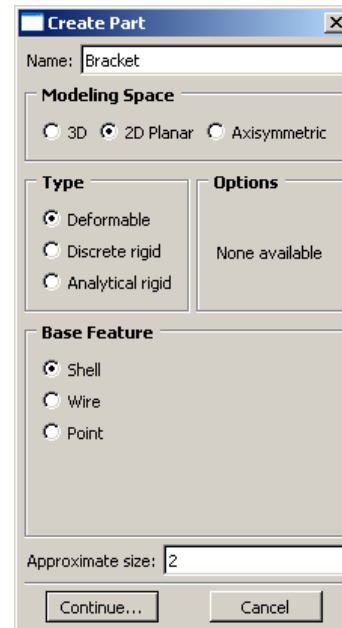 Create Part
Name: Bracket
Modeling Space
3D 2D Planar Axisymmetric
Type
Deformable
Discrete rigid
Analytical rigid
Options
None available
Base Feature
Shell
Wire
Point
Approximate size: 2
Continue... Cancel